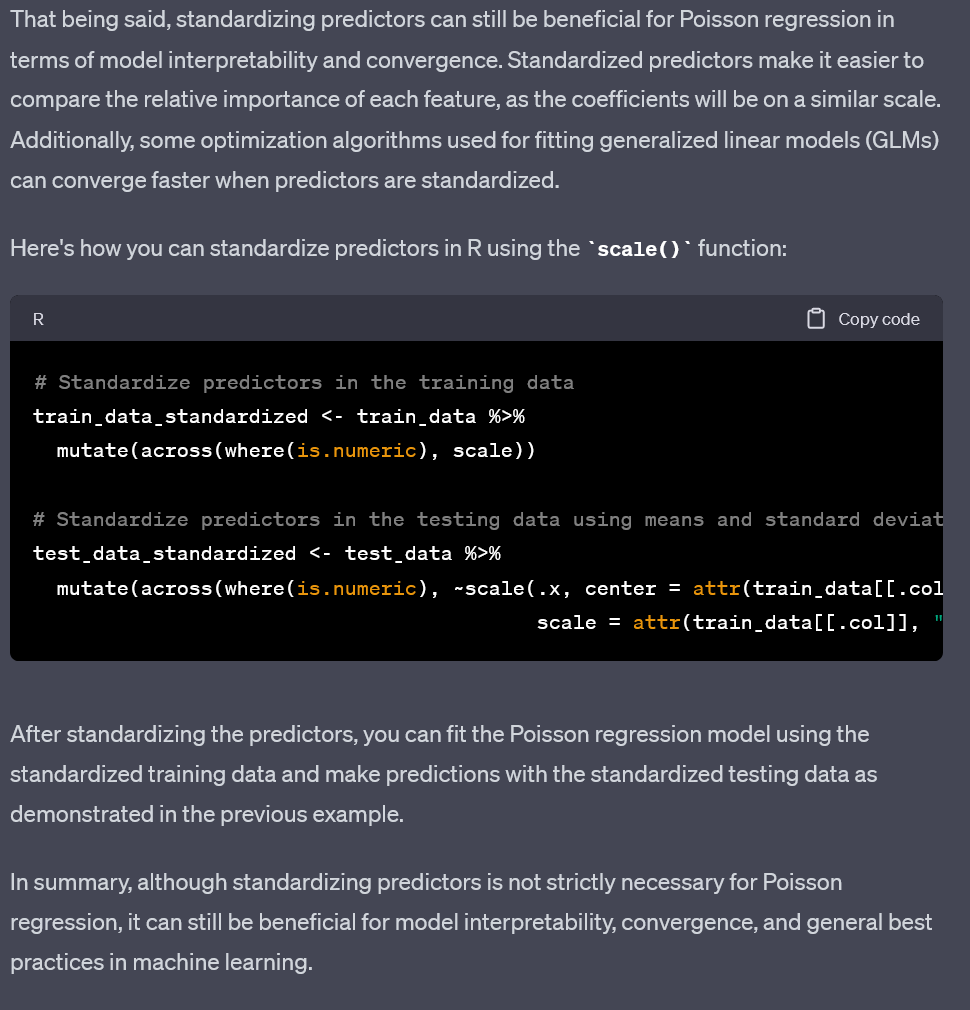 That being said, standardizing predictors can still be beneficial for Poisson regression in
terms of model interpretability and convergence. Standardized predictors make it easier to
compare the relative importance of each feature, as the coefficients will be on a similar scale.
Additionally, some optimization algorithms used for fitting generalized linear models (GLMs)
can converge faster when predictors are standardized.
Here's how you can standardize predictors in R using the `scale()` function:
R Copy code
# Standardize predictors in the training data
train_data_standardized <- train_data %>%
  mutate(across(where(is.numeric), scale))
# Standardize predictors in the testing data using means and standard deviat
test_data_standardized <- test_data %>%
  mutate(across(where(is.numeric), ~scale(.x, center = attr(train_data[[.col
                                          scale = attr(train_data[[.col]], "
After standardizing the predictors, you can fit the Poisson regression model using the
standardized training data and make predictions with the standardized testing data as
demonstrated in the previous example.
In summary, although standardizing predictors is not strictly necessary for Poisson
regression, it can still be beneficial for model interpretability, convergence, and general best
practices in machine learning.